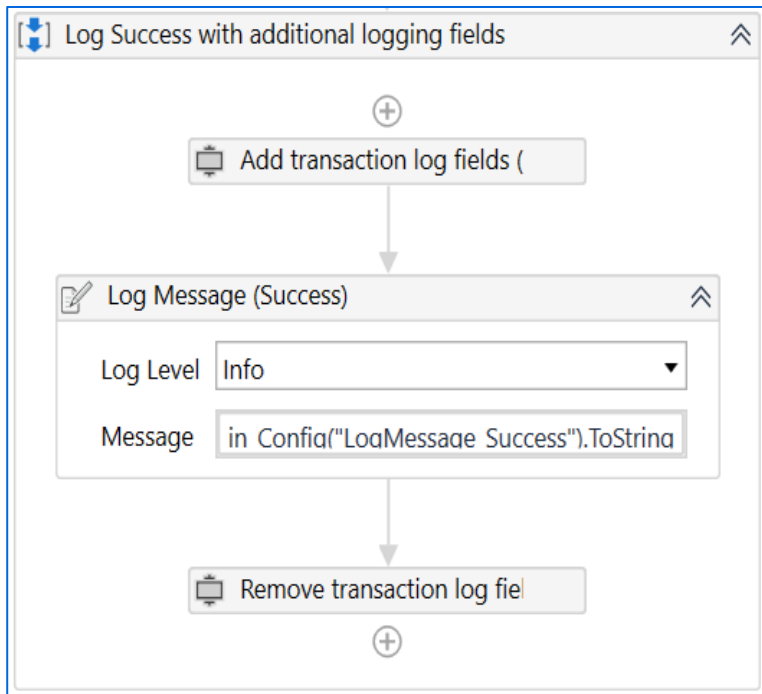 Log Success with additional logging fields
Add transaction log fields (
Log Message (Success)
Log Level Info
Message in_Config("LogMessage_Success").ToString
Remove transaction log fiel